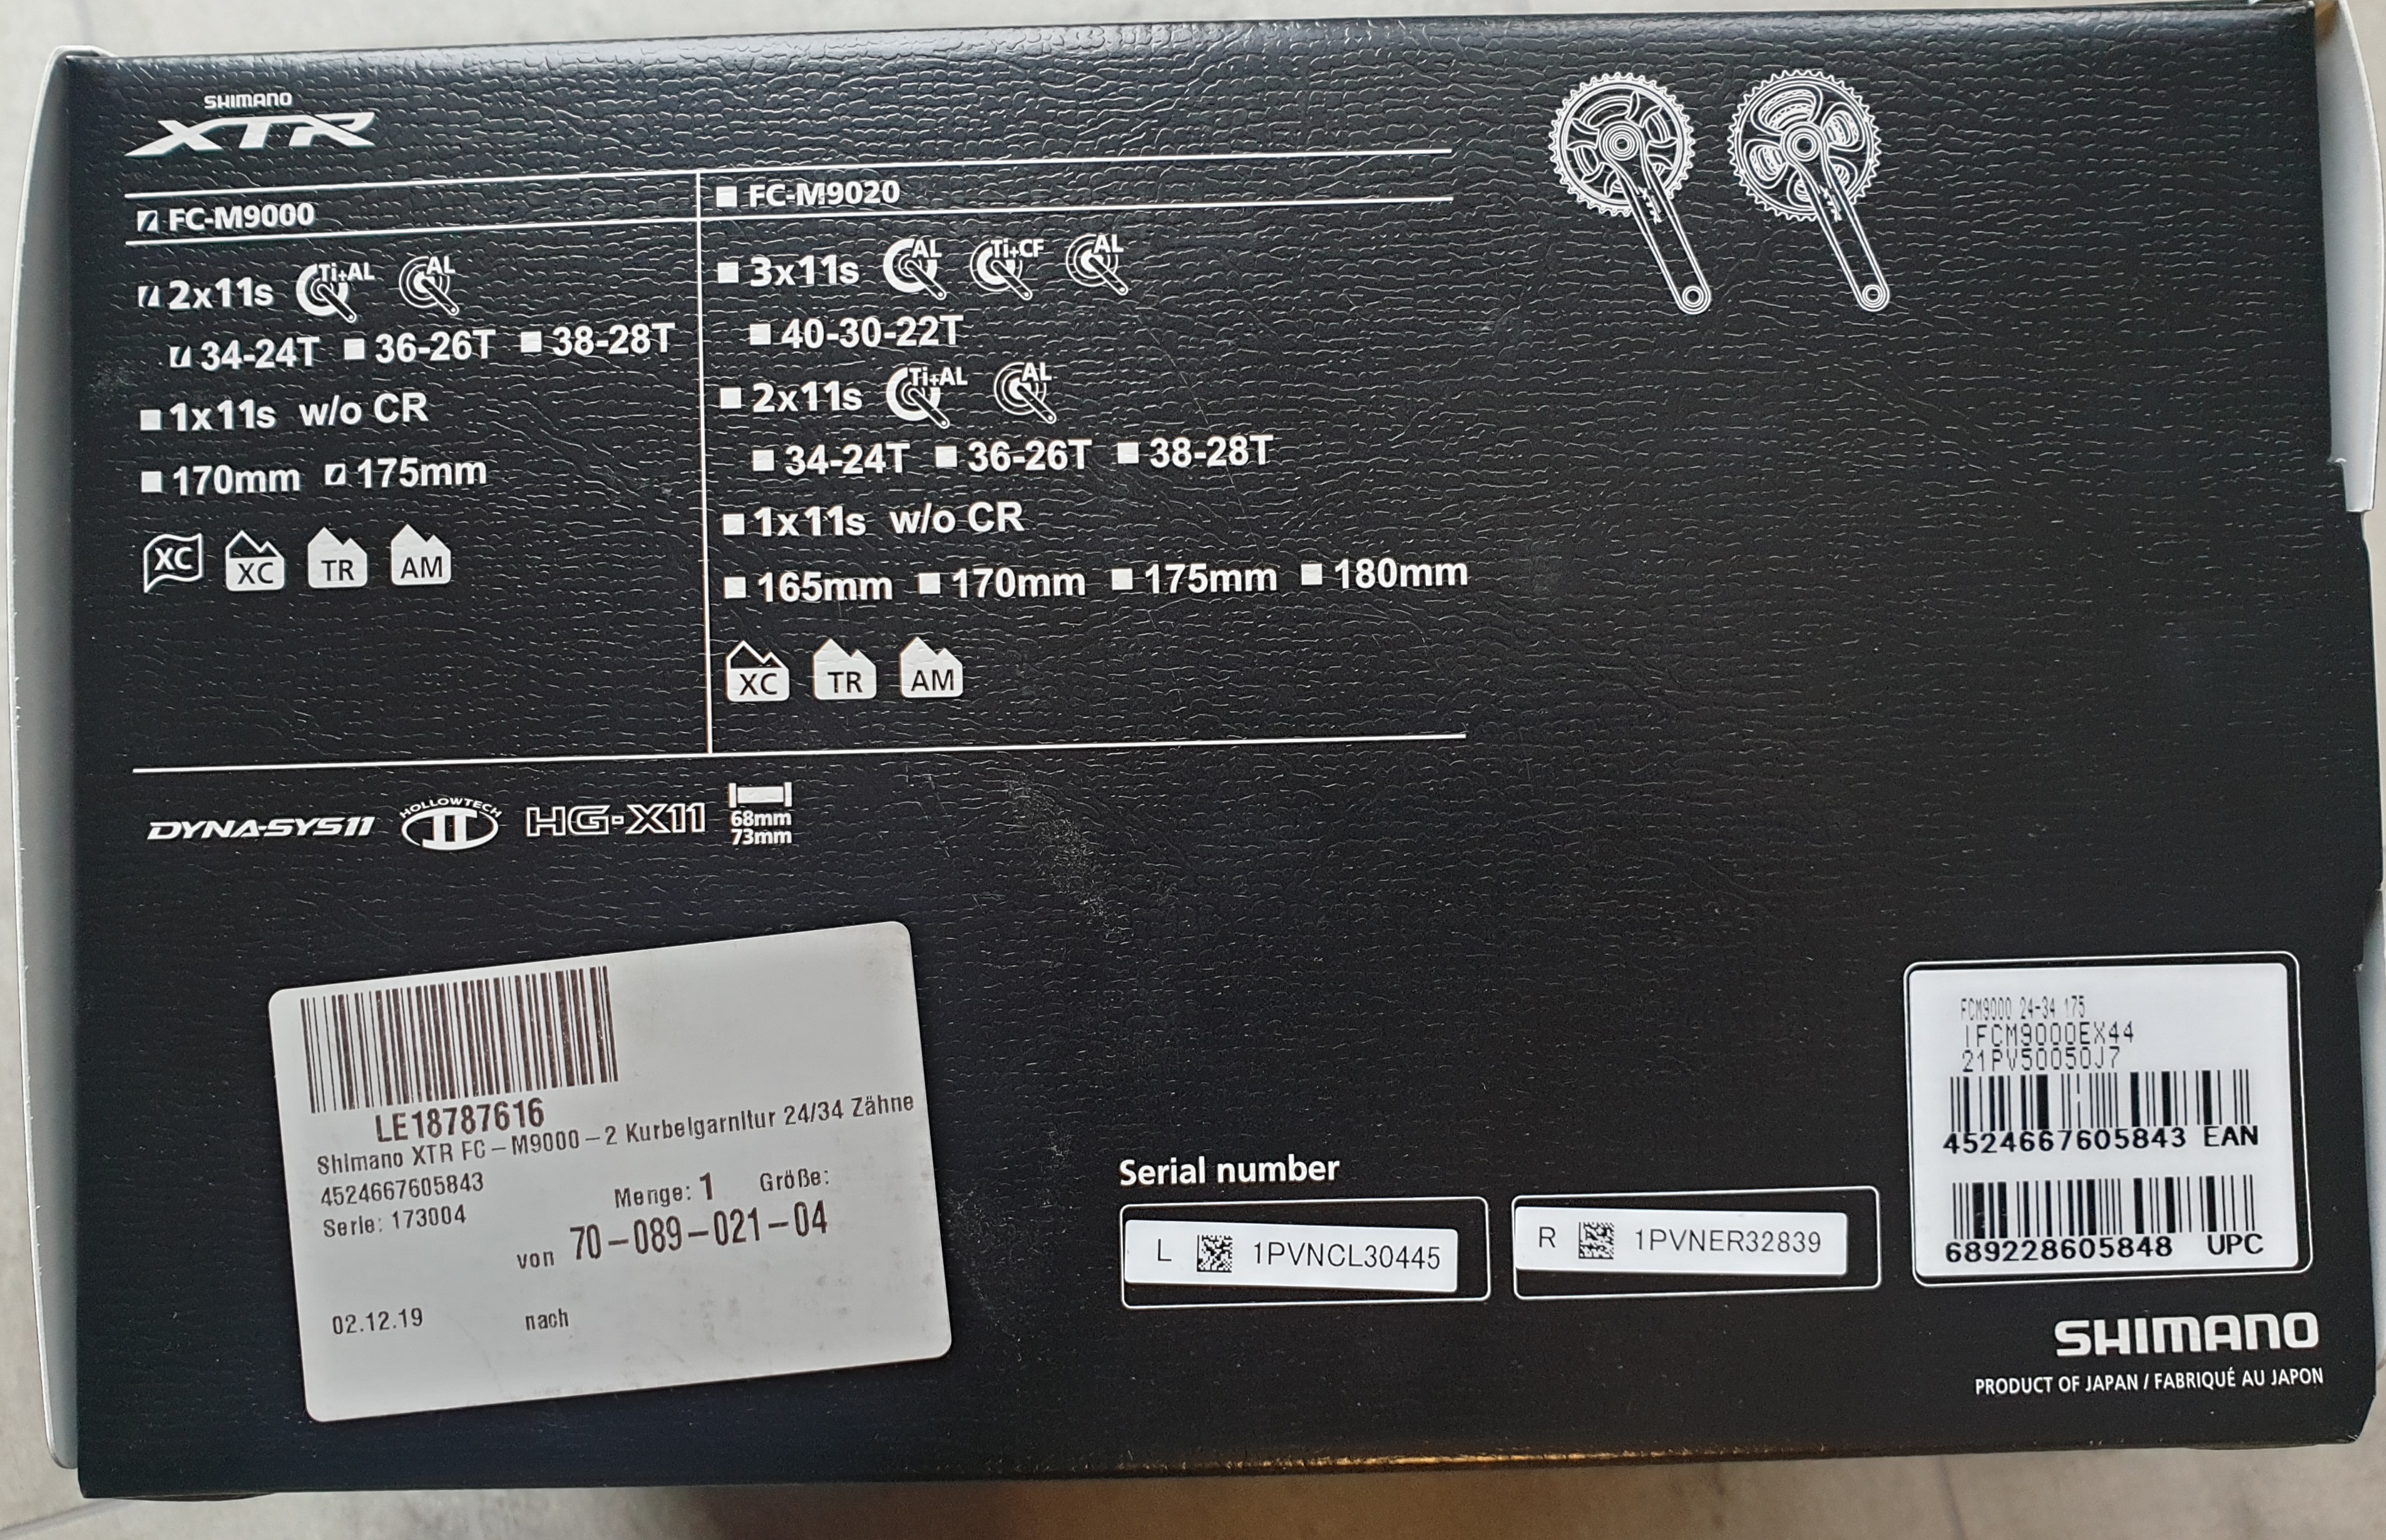 SHIMANO
XTR
FC-M9000
2x11s Ti+AL AL
34-24T 36-26T 38-28T
1x11s w/o CR
170mm 175mm
XC XC TR AM
FC-M9020
3x11s AL Ti+CF AL
40-30-22T
2x11s Ti+AL AL
34-24T 36-26T 38-28T
1x11s w/o CR
165mm 170mm 175mm 180mm
XC TR AM
XTR XTR
DYNA-SYS11 HOLLOWTECH II HG-X11 68mm
73mm
LE18787616
Shimano XTR FC-M9000-2 Kurbelgarnitur 24/34 Zähne
4524667605843
Menge: 1 Größe:
Serie: 173004
von 70-089-021-04
02.12.19 nach
Serial number
L 1PVNCL30445
R 1PVNER32839
FCM9000 24-34 175
IFCM9000EX44
21PV50050J7
4524667605843 EAN
689228605848 UPC
SHIMANO
PRODUCT OF JAPAN / FABRIQUÉ AU JAPON